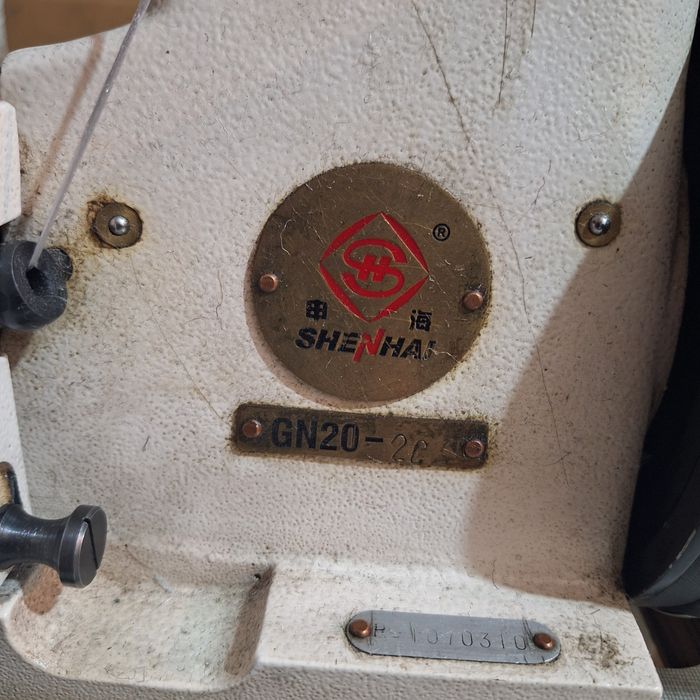 ®
申 海
SHENHAI
GN20-2C